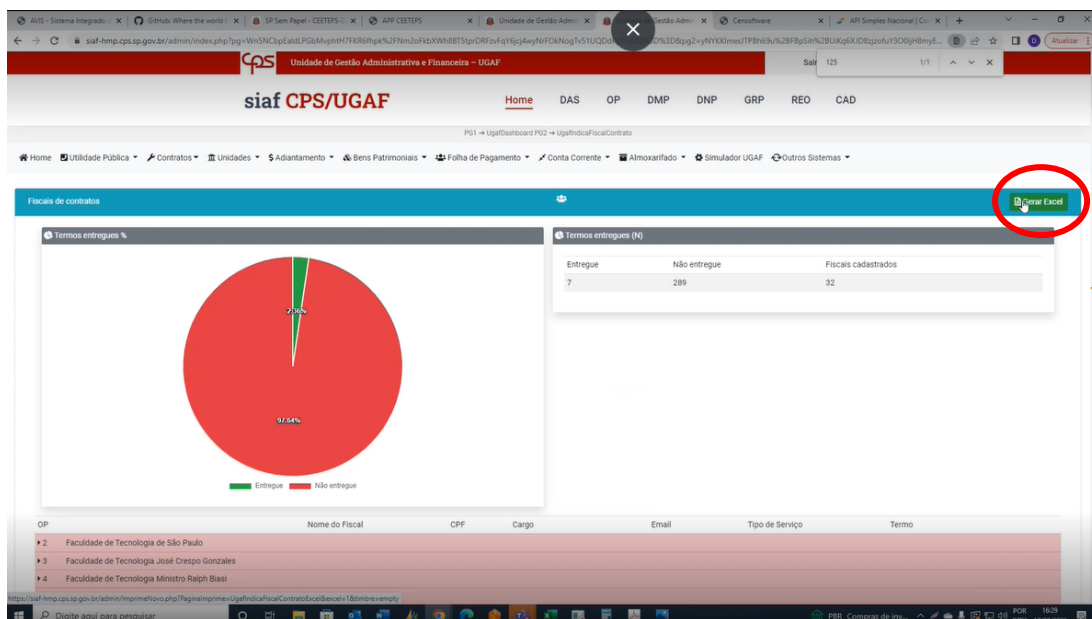 AVIS - Sistema Integrado
GitHub: Where the world
SP Sem Papel - CEETEPS-
APP CEETEPS
Unidade de Gestão Admin
Gestão Admin
Censoftware
API Simples Nacional | Co
siaf-hmp.cps.sp.gov.br/admin/index.php?pg=
Atualizar
cps
Unidade de Gestão Administrativa e Financeira – UGAF
Sair
125
1/1
siaf CPS/UGAF
Home DAS OP DMP DNP GRP REO CAD
PG1 → UgafDashboard PG2 → UgafIndicaFiscalContrato
Home Utilidade Pública Contratos Unidades Adiantamento Bens Patrimoniais Folha de Pagamento Conta Corrente Almoxarifado Simulador UGAF Outros Sistemas
Fiscais de contratos
Gerar Excel
Termos entregues %
2.36%
97.64%
Entregue Não entregue
Termos entregues (N)
Entregue Não entregue Fiscais cadastrados
7 289 32
OP Nome do Fiscal CPF Cargo Email Tipo de Serviço Termo
2 Faculdade de Tecnologia de São Paulo
3 Faculdade de Tecnologia José Crespo Gonzales
4 Faculdade de Tecnologia Ministro Ralph Biasi
https://siaf-hmp.cps.sp.gov.br/admin/ImprimeNovo.php?PaginaImprime=UgafIndicaFiscalContratoExcel&excel=1&timbre=empty
Digite aqui para pesquisar
PBR Compras de inv...
POR
16:29